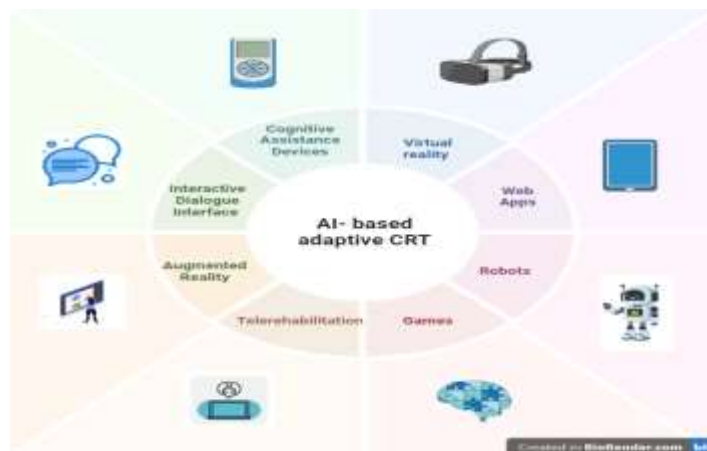 Cognitive
Assistance
Devices
Virtual
reality
Interactive
Dialogue
Interface
Web
Apps
AI- based
adaptive CRT
Augmented
Reality
Robots
Telerehabilitation
Games
Created in BioRender.com